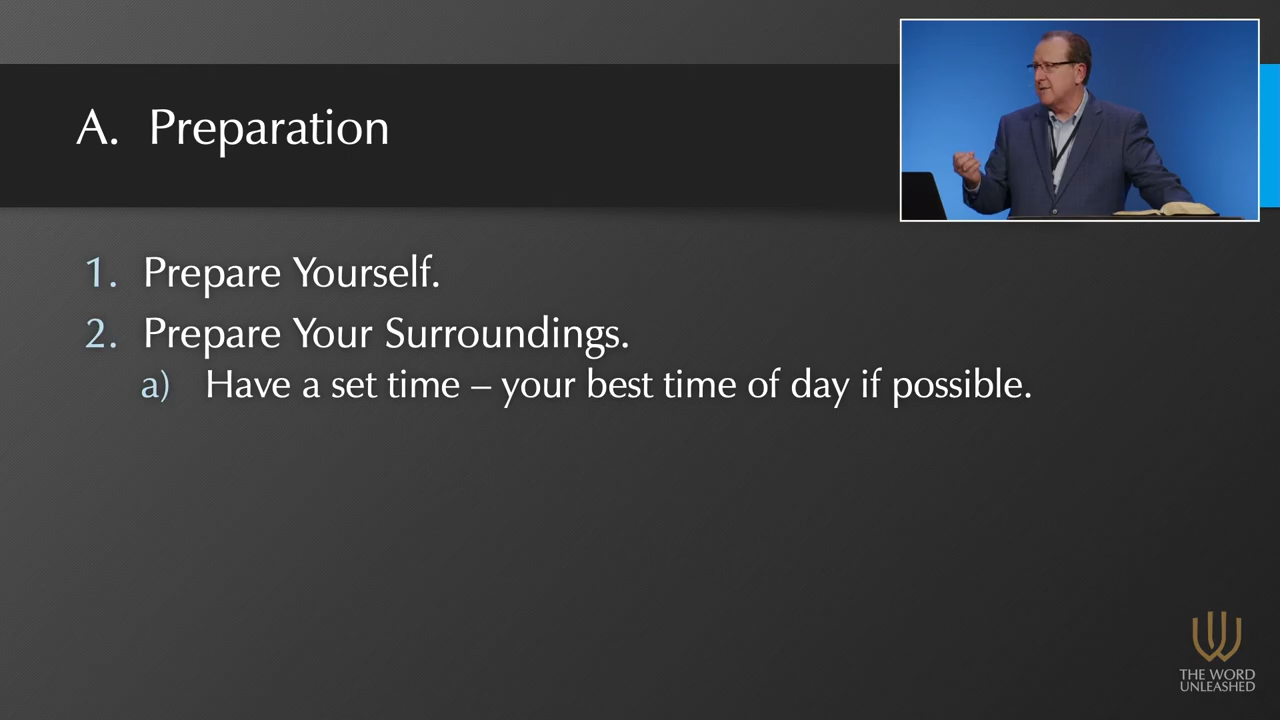 A. Preparation
1. Prepare Yourself.
2. Prepare Your Surroundings.
a) Have a set time – your best time of day if possible.
THE WORD
UNLEASHED